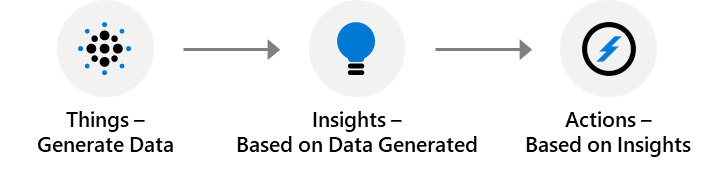 Things –
Generate Data
Insights –
Based on Data Generated
Actions –
Based on Insights